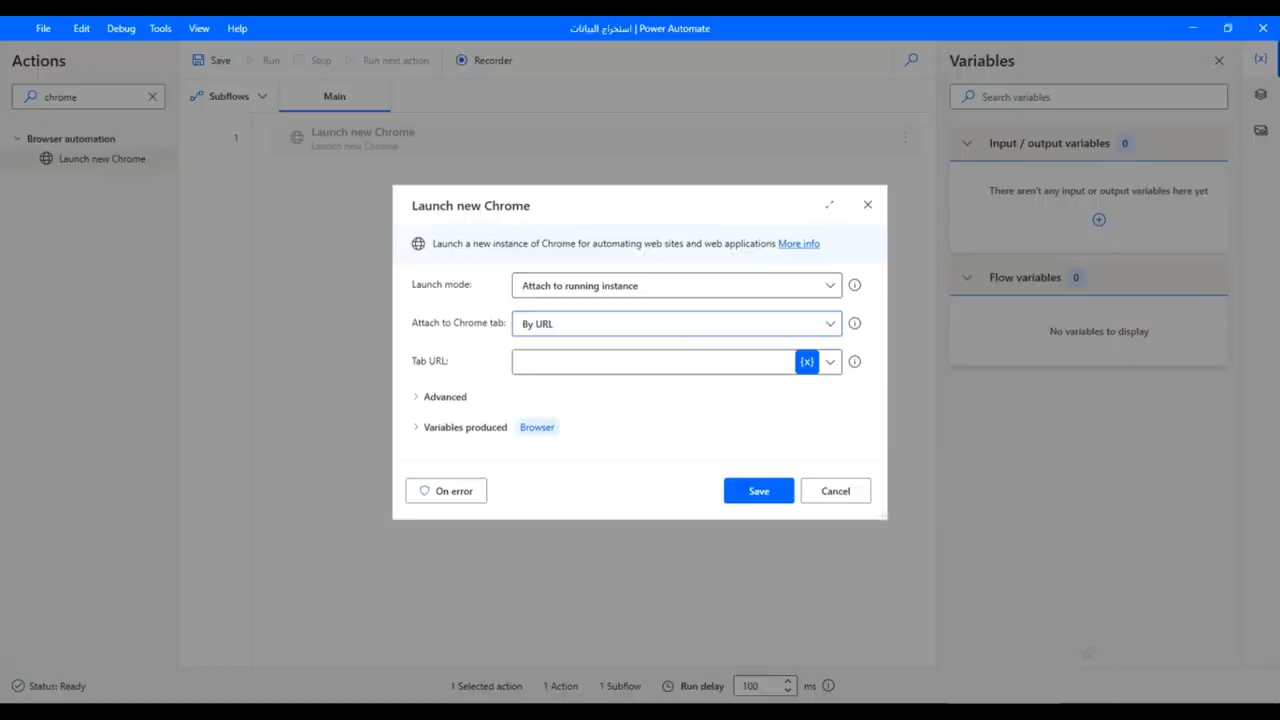 File Edit Debug Tools View Help
استخراج البيانات | Power Automate
Actions
chrome
Browser automation
Launch new Chrome
Save Run Stop Run next action Recorder
Subflows Main
1
Launch new Chrome
Launch new Chrome
Launch new Chrome
Launch a new instance of Chrome for automating web sites and web applications More info
Launch mode: Attach to running instance
Attach to Chrome tab: By URL
Tab URL: {x}
Advanced
Variables produced Browser
On error Save Cancel
Variables
{x}
Search variables
Input / output variables 0
There aren't any input or output variables here yet
Flow variables 0
No variables to display
Status: Ready 1 Selected action 1 Action 1 Subflow Run delay 100 ms